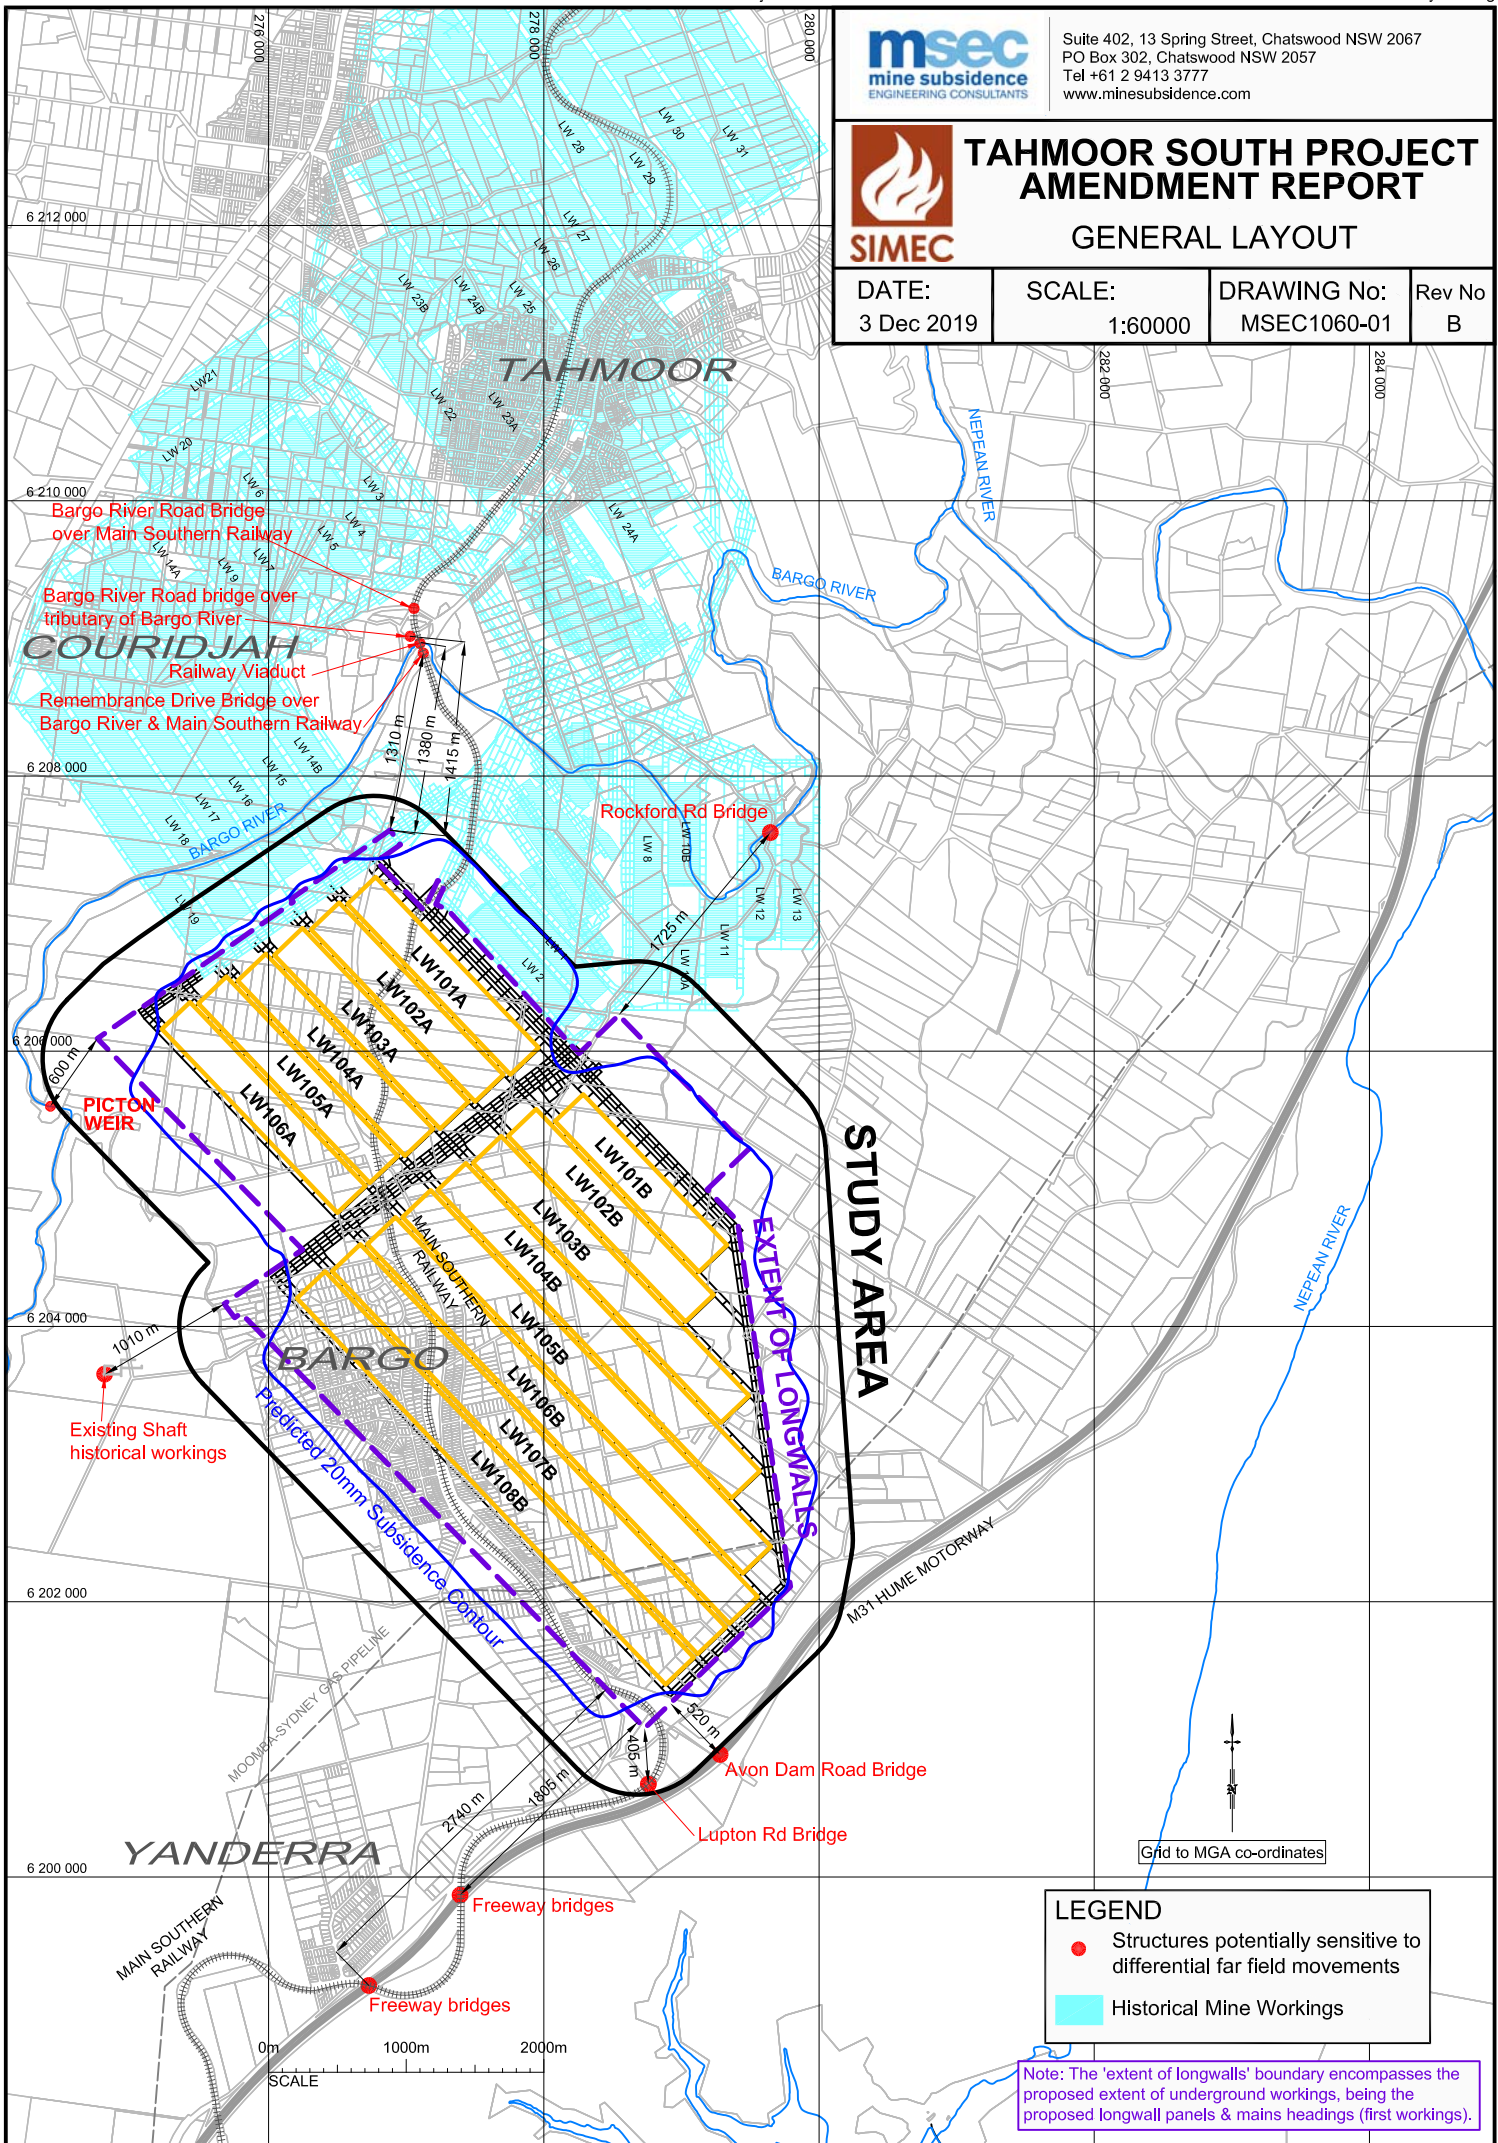 msec
mine subsidence
ENGINEERING CONSULTANTS
Suite 402, 13 Spring Street, Chatswood NSW 2067
PO Box 302, Chatswood NSW 2057
Tel +61 2 9413 3777
www.minesubsidence.com
SIMEC
TAHMOOR SOUTH PROJECT
AMENDMENT REPORT
GENERAL LAYOUT
DATE:
3 Dec 2019
SCALE:
1:60000
DRAWING No:
MSEC1060-01
Rev No
B
276 000
278 000
280 000
282 000
284 000
LW 28
LW 29
LW 30
LW 31
6 212 000
LW 27
LW 26
LW 25
LW 24B
LW 23B
TAHMOOR
LW21
LW 22
LW 23A
LW 20
NEPEAN RIVER
6 210 000
LW 6
LW 3
LW 4
LW 5
LW 24A
Bargo River Road Bridge
over Main Southern Railway
LW 14A
LW 9
LW 7
BARGO RIVER
Bargo River Road bridge over
tributary of Bargo River
COURIDJAH
Railway Viaduct
Remembrance Drive Bridge over
Bargo River & Main Southern Railway
1310 m
1380 m
1415 m
6 208 000
LW 14B
LW 15
LW 16
LW 17
LW 18
BARGO RIVER
LW 19
Rockford Rd Bridge
LW 8
LW 10B
LW 12
LW 13
LW 11
LW 10A
1725 m
LW 1
LW 2
LW101A
LW102A
LW103A
LW104A
LW105A
LW106A
6 206 000
600 m
PICTON
WEIR
STUDY AREA
LW101B
LW102B
LW103B
LW104B
LW105B
LW106B
LW107B
LW108B
MAIN SOUTHERN
RAILWAY
EXTENT OF LONGWALLS
NEPEAN RIVER
6 204 000
1010 m
BARGO
Existing Shaft
historical workings
Predicted 20mm Subsidence Contour
6 202 000
M31 HUME MOTORWAY
MOOMBA-SYDNEY GAS PIPELINE
520 m
405 m
Avon Dam Road Bridge
1805 m
2740 m
Lupton Rd Bridge
YANDERRA
6 200 000
Freeway bridges
MAIN SOUTHERN
RAILWAY
Freeway bridges
N
Grid to MGA co-ordinates
LEGEND
Structures potentially sensitive to
differential far field movements
Historical Mine Workings
0m
1000m
2000m
SCALE
Note: The 'extent of longwalls' boundary encompasses the
proposed extent of underground workings, being the
proposed longwall panels & mains headings (first workings).